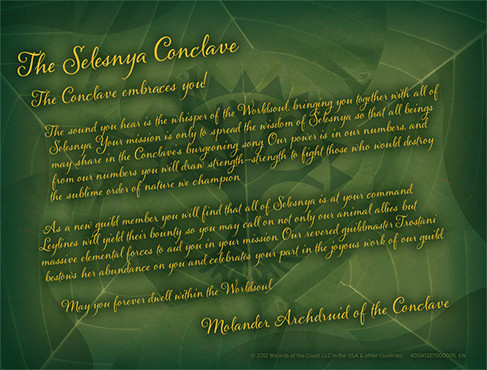 The Selesnya Conclave
The Conclave embraces you!
The sound you hear is the whisper of the Worldsoul, bringing you together with all of
Selesnya. Your mission is only to spread the wisdom of Selesnya so that all beings
may share in the Conclave's burgeoning song. Our power is in our numbers, and
from our numbers you will draw strength—strength to fight those who would destroy
the sublime order of nature we champion.
As a new guild member you will find that all of Selesnya is at your command.
Leylines will yield their bounty so you may call on not only our animal allies but
massive elemental forces to aid you in your mission. Our revered guildmaster Trostani
bestows her abundance on you and celebrates your part in the joyous work of our guild.
May you forever dwell within the Worldsoul,
Molander, Archdruid of the Conclave
© 2012 Wizards of the Coast LLC in the USA & other countries.